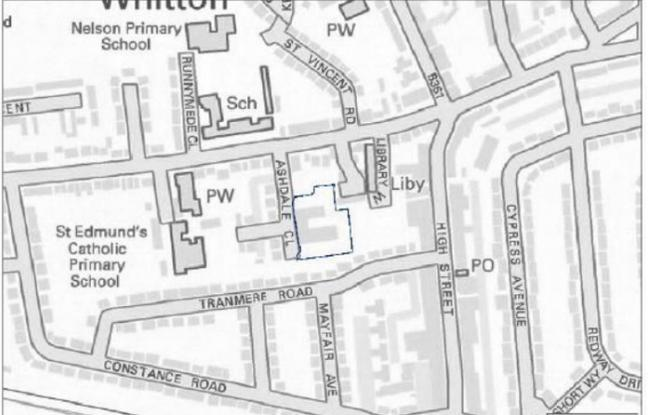 Whitton
Nelson Primary
School
PW
d
ST VINCENT RD
B361
RUNNYMEDE CL
ENT
Sch
LIBRARY
Liby
ASHDALE CL
PW
St Edmund's
Catholic
Primary
School
CYPRESS AVENUE
HIGH STREET
PO
TRANMERE ROAD
MAYFAIR AVE
REDWAY DRI
CONSTANCE ROAD
SHORT WY